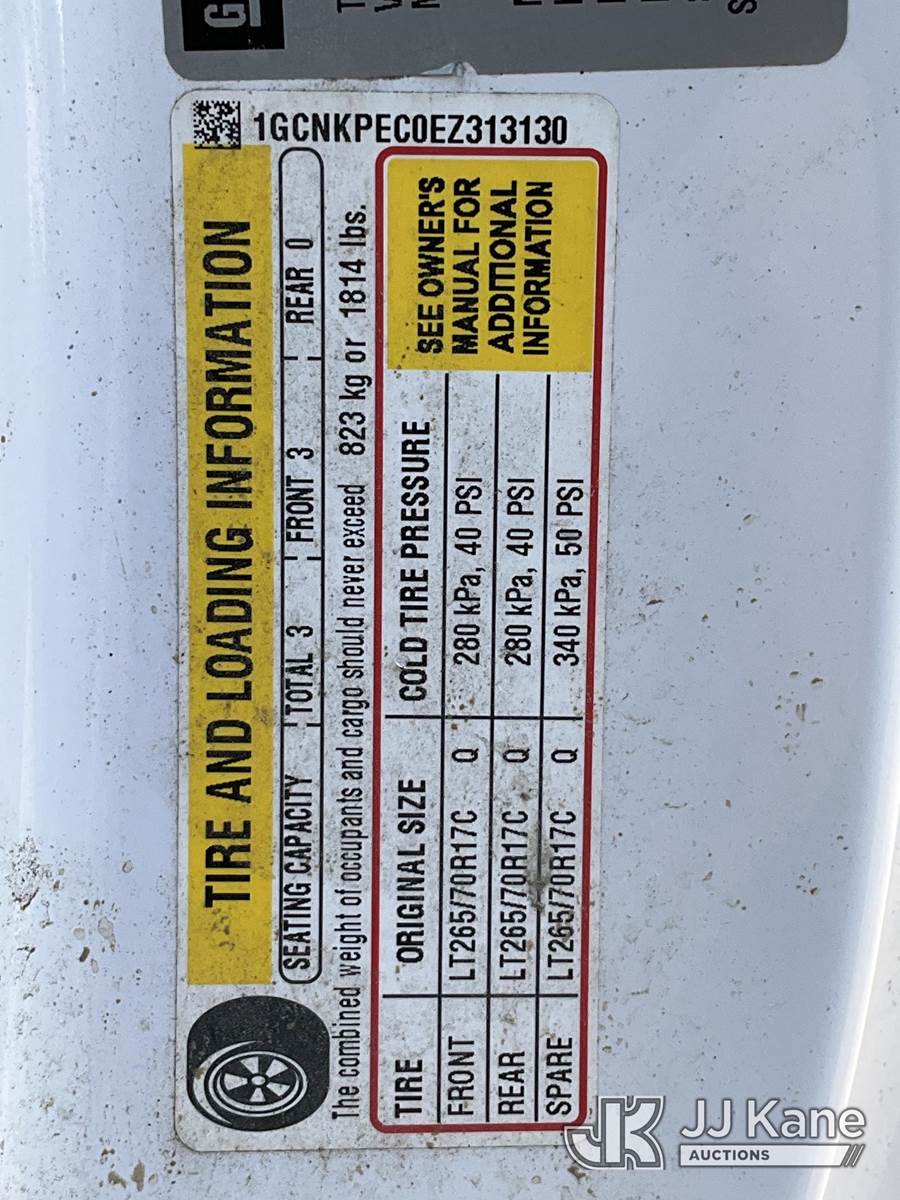 1GCNKPEC0EZ313130
TIRE AND LOADING INFORMATION
SEATING CAPACITY TOTAL 3 FRONT 3 REAR 0
The combined weight of occupants and cargo should never exceed 823 kg or 1814 lbs.
TIRE ORIGINAL SIZE COLD TIRE PRESSURE
FRONT LT265/70R17C Q 280 kPa, 40 PSI
REAR LT265/70R17C Q 280 kPa, 40 PSI
SPARE LT265/70R17C Q 340 kPa, 50 PSI
SEE OWNER'S
MANUAL FOR
ADDITIONAL
INFORMATION
JK JJ Kane
AUCTIONS